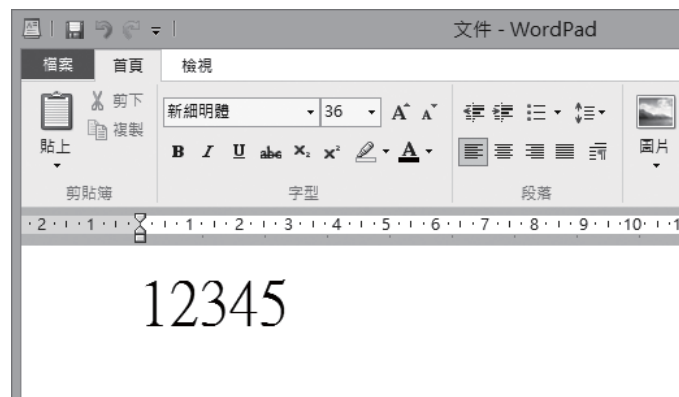 文件 - WordPad
檔案 首頁 檢視
貼上 剪下
複製
剪貼簿
新細明體 36 A A
B I U abc X₂ X² A
字型
段落
圖片
2 1 1 2 3 4 5 6 7 8 9 10 1
12345